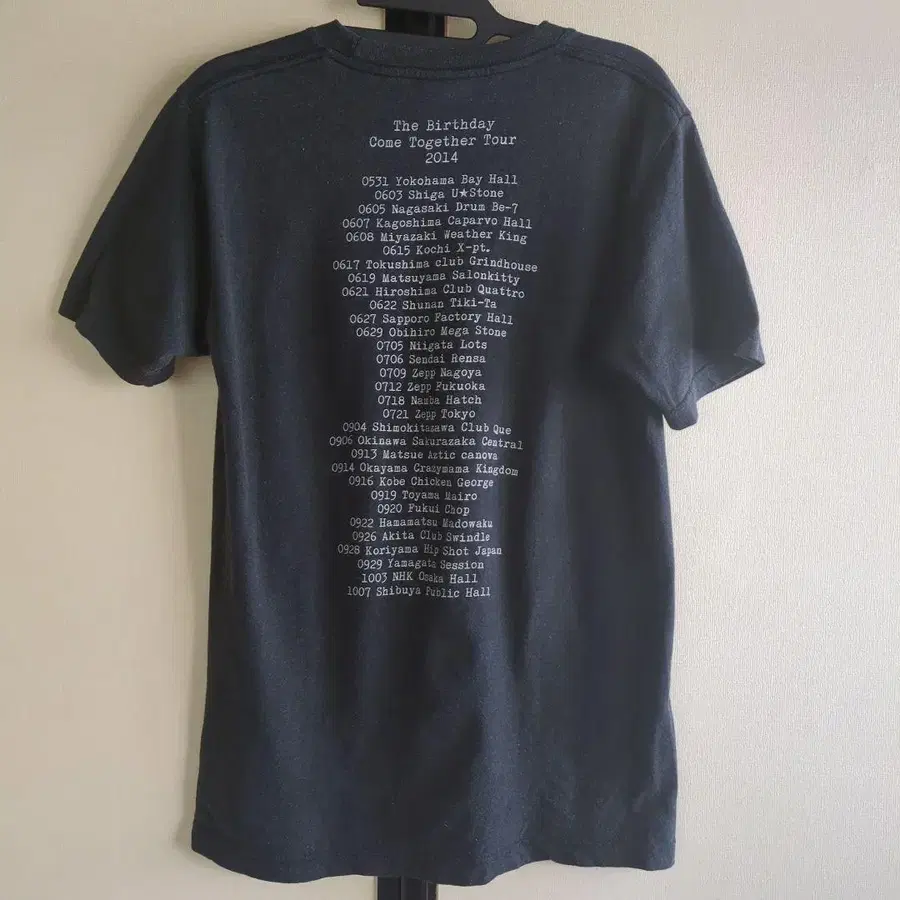 The Birthday
Come Together Tour
2014
0531 Yokohama Bay Hall
0603 Shiga U★Stone
0605 Nagasaki Drum Be-7
0607 Kagoshima Caparvo Hall
0608 Miyazaki Weather King
0615 Kochi X-pt.
0617 Tokushima club Grindhouse
0619 Matsuyama Salonkitty
0621 Hiroshima Club Quattro
0622 Shunan Tiki-Ta
0627 Sapporo Factory Hall
0629 Obihiro Mega Stone
0705 Niigata Lots
0706 Sendai Rensa
0709 Zepp Nagoya
0712 Zepp Fukuoka
0718 Namba Hatch
0721 Zepp Tokyo
0904 Shimokitazawa Club Que
0906 Okinawa Sakurazaka Central
0913 Matsue Aztic canova
0914 Okayama Crazymama Kingdom
0916 Kobe Chicken George
0919 Toyama Mairo
0920 Fukui Chop
0922 Hamamatsu Madowaku
0926 Akita Club Swindle
0928 Koriyama Hip Shot Japan
0929 Yamagata Session
1003 NHK Osaka Hall
1007 Shibuya Public Hall